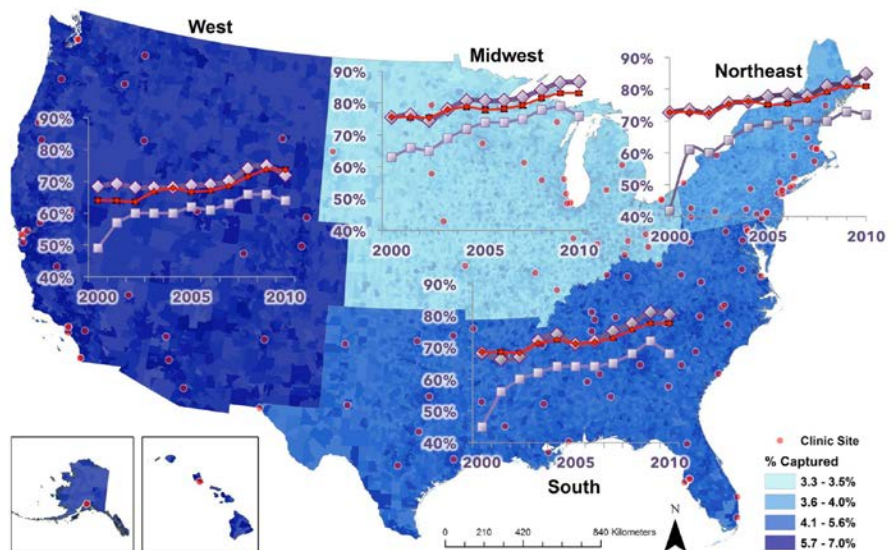 West
Midwest
Northeast
90%
80%
70%
60%
50%
40%
2000 2005 2010
90%
80%
70%
60%
50%
40%
2000 2005 2010
90%
80%
70%
60%
50%
40%
2000 2005 2010
90%
80%
70%
60%
50%
40%
2000 2005 2010
South
Clinic Site
% Captured
3.3 - 3.5%
3.6 - 4.0%
4.1 - 5.6%
5.7 - 7.0%
N
0 210 420 840 Kilometers